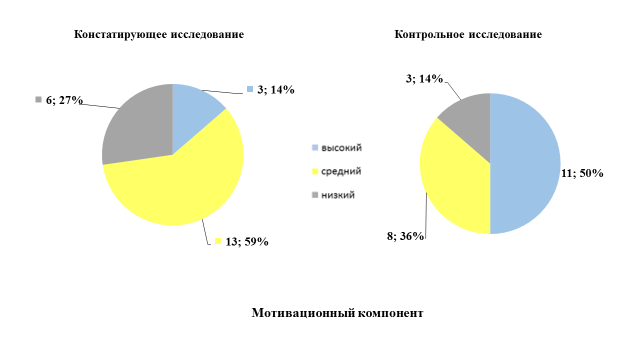 Констатирующее исследование
Контрольное исследование
6; 27%
3; 14%
13; 59%
высокий
средний
низкий
3; 14%
11; 50%
8; 36%
Мотивационный компонент